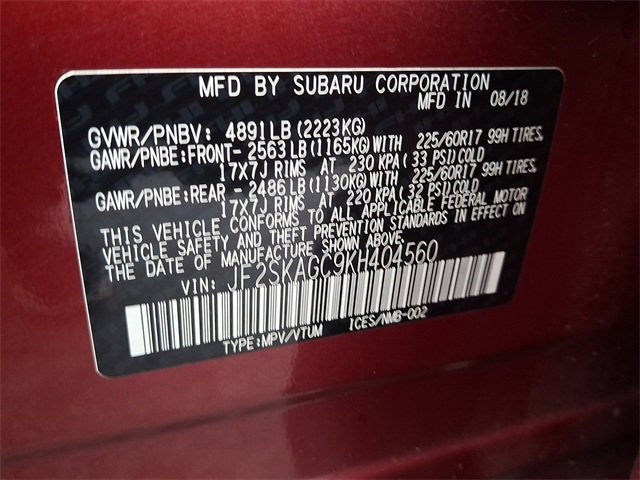 MFD BY SUBARU CORPORATION
MFD IN 08/18
GVWR/PNBV: 4891LB(2223KG)
GAWR/PNBE:FRONT- 2563LB(1165KG)WITH 225/60R17 99H TIRES,
17X7J RIMS AT 230 KPA(33 PSI)COLD
GAWR/PNBE:REAR - 2486LB(1130KG)WITH 225/60R17 99H TIRES,
17X7J RIMS AT 220 KPA(32 PSI)COLD
THIS VEHICLE CONFORMS TO ALL APPLICABLE FEDERAL MOTOR
VEHICLE SAFETY AND THEFT PREVENTION STANDARDS IN EFFECT ON
THE DATE OF MANUFACTURE SHOWN ABOVE.
VIN: JF2SKAGC9KH404560
TYPE:MPV/VTUM ICES/NMB-002